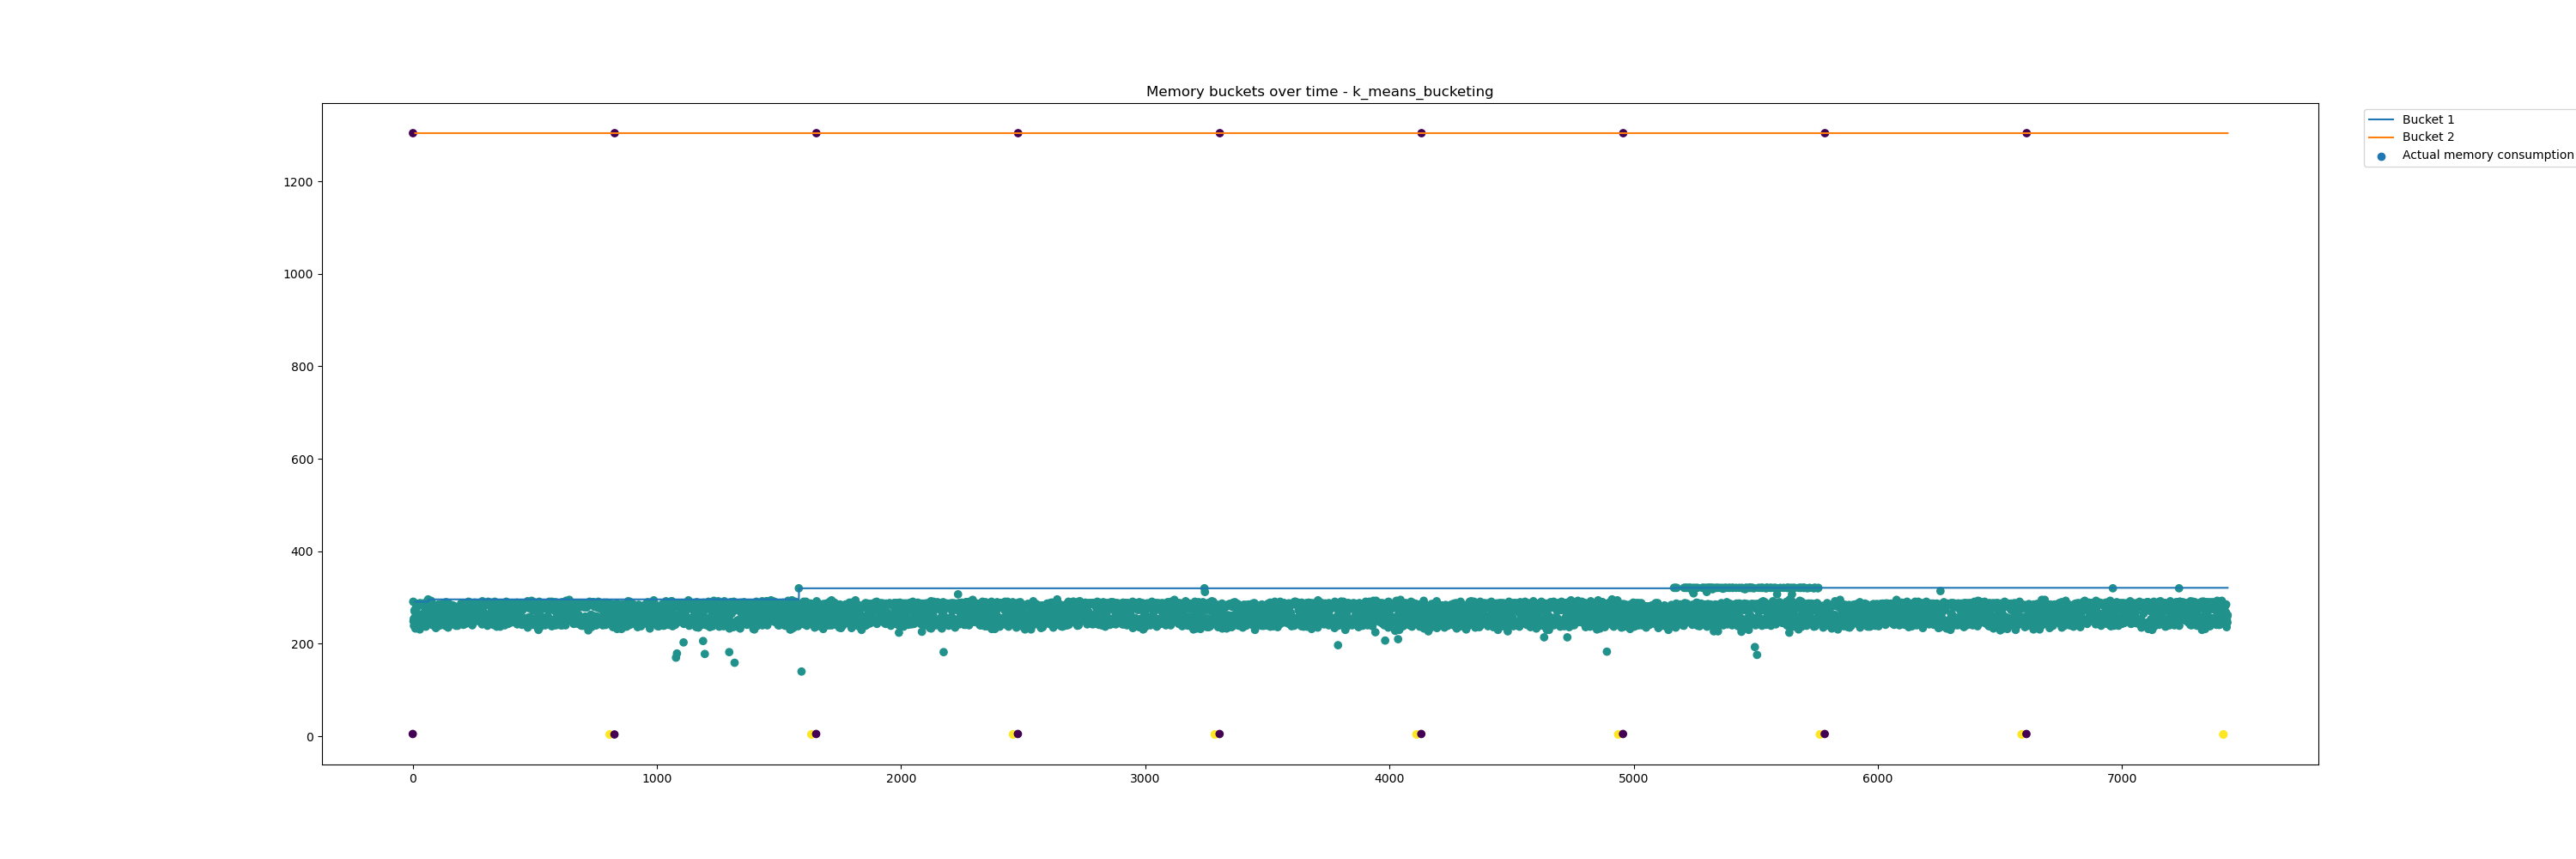 Memory buckets over time - k_means_bucketing
Bucket 1
Bucket 2
Actual memory consumption
1200
1000
800
600
400
200
0
0 1000 2000 3000 4000 5000 6000 7000